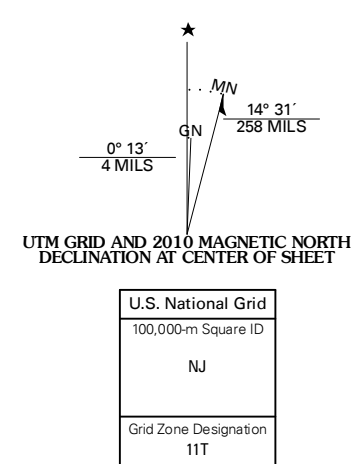 MN
GN
14° 31´
258 MILS
0° 13´
4 MILS
UTM GRID AND 2010 MAGNETIC NORTH
DECLINATION AT CENTER OF SHEET
U.S. National Grid
100,000-m Square ID
NJ
Grid Zone Designation
11T